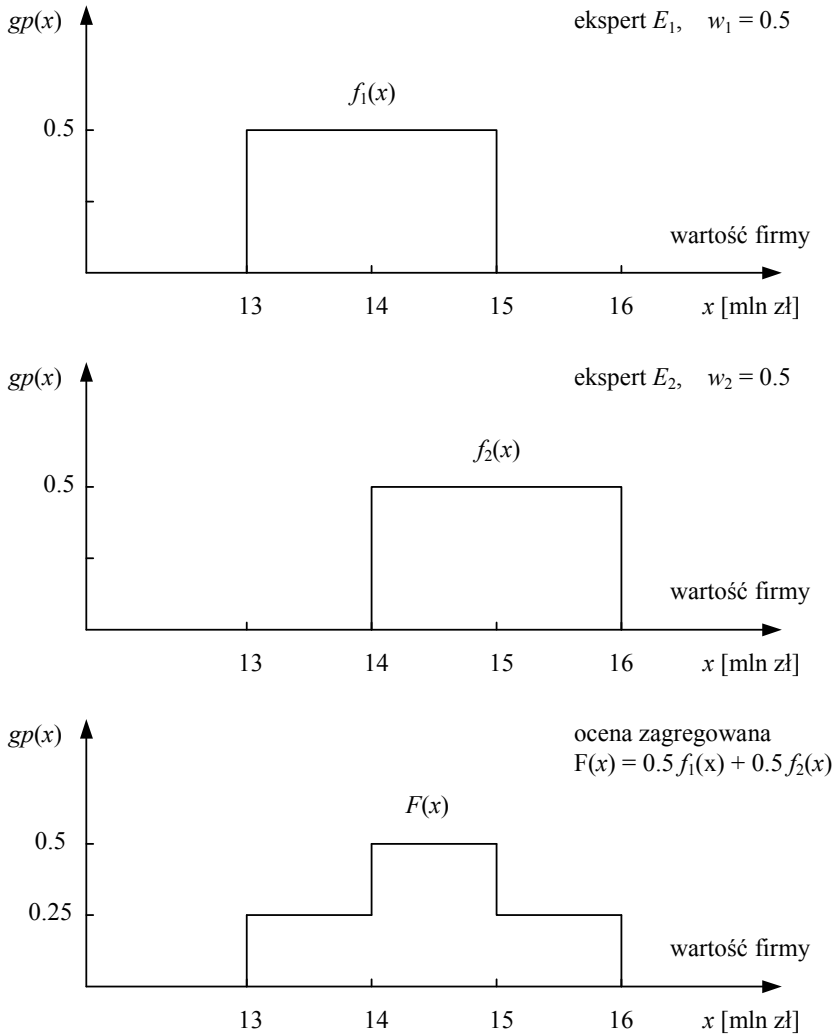 gp(x)
ekspert E₁, w₁ = 0.5
f₁(x)
0.5
wartość firmy
13 14 15 16 x [mln zł]
gp(x)
ekspert E₂, w₂ = 0.5
f₂(x)
0.5
wartość firmy
13 14 15 16 x [mln zł]
gp(x)
ocena zagregowana
F(x) = 0.5 f₁(x) + 0.5 f₂(x)
F(x)
0.5
0.25
wartość firmy
13 14 15 16 x [mln zł]